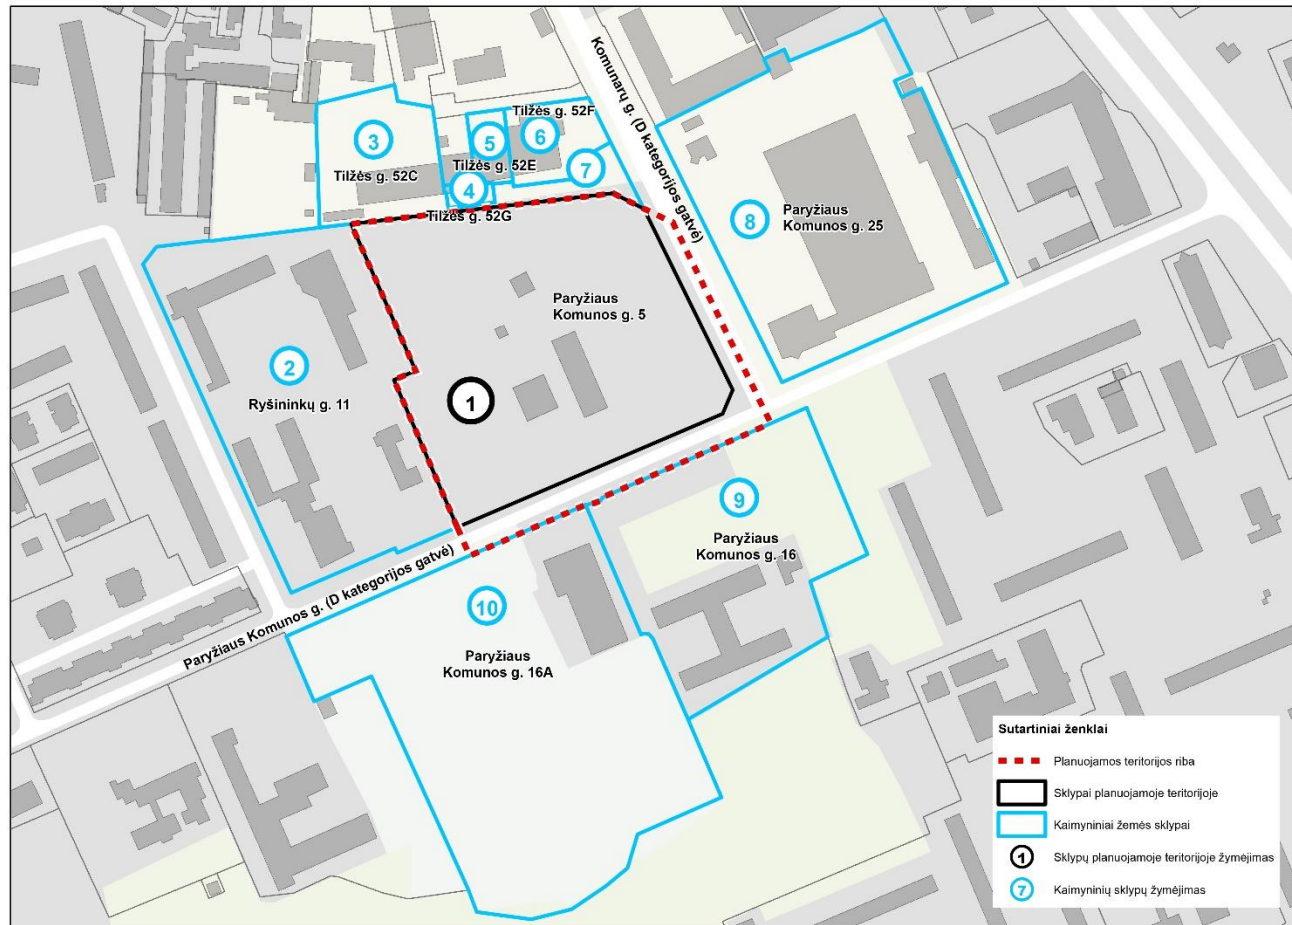 Komunarų g. (D kategorijos gatvė)
Tilžės g. 52F
3
5
6
Tilžės g. 52C
Tilžės g. 52E
7
4
Tilžės g. 52G
8
Paryžiaus
Komunos g. 25
Paryžiaus
Komunos g. 5
2
Ryšininkų g. 11
1
9
Paryžiaus
Komunos g. 16
Paryžiaus Komunos g. (D kategorijos gatvė)
10
Paryžiaus
Komunos g. 16A
Sutartiniai ženklai
Planuojamos teritorijos riba
Sklypai planuojamoje teritorijoje
Kaimyniniai žemės sklypai
1 Sklypų planuojamoje teritorijoje žymėjimas
7 Kaimyninių sklypų žymėjimas